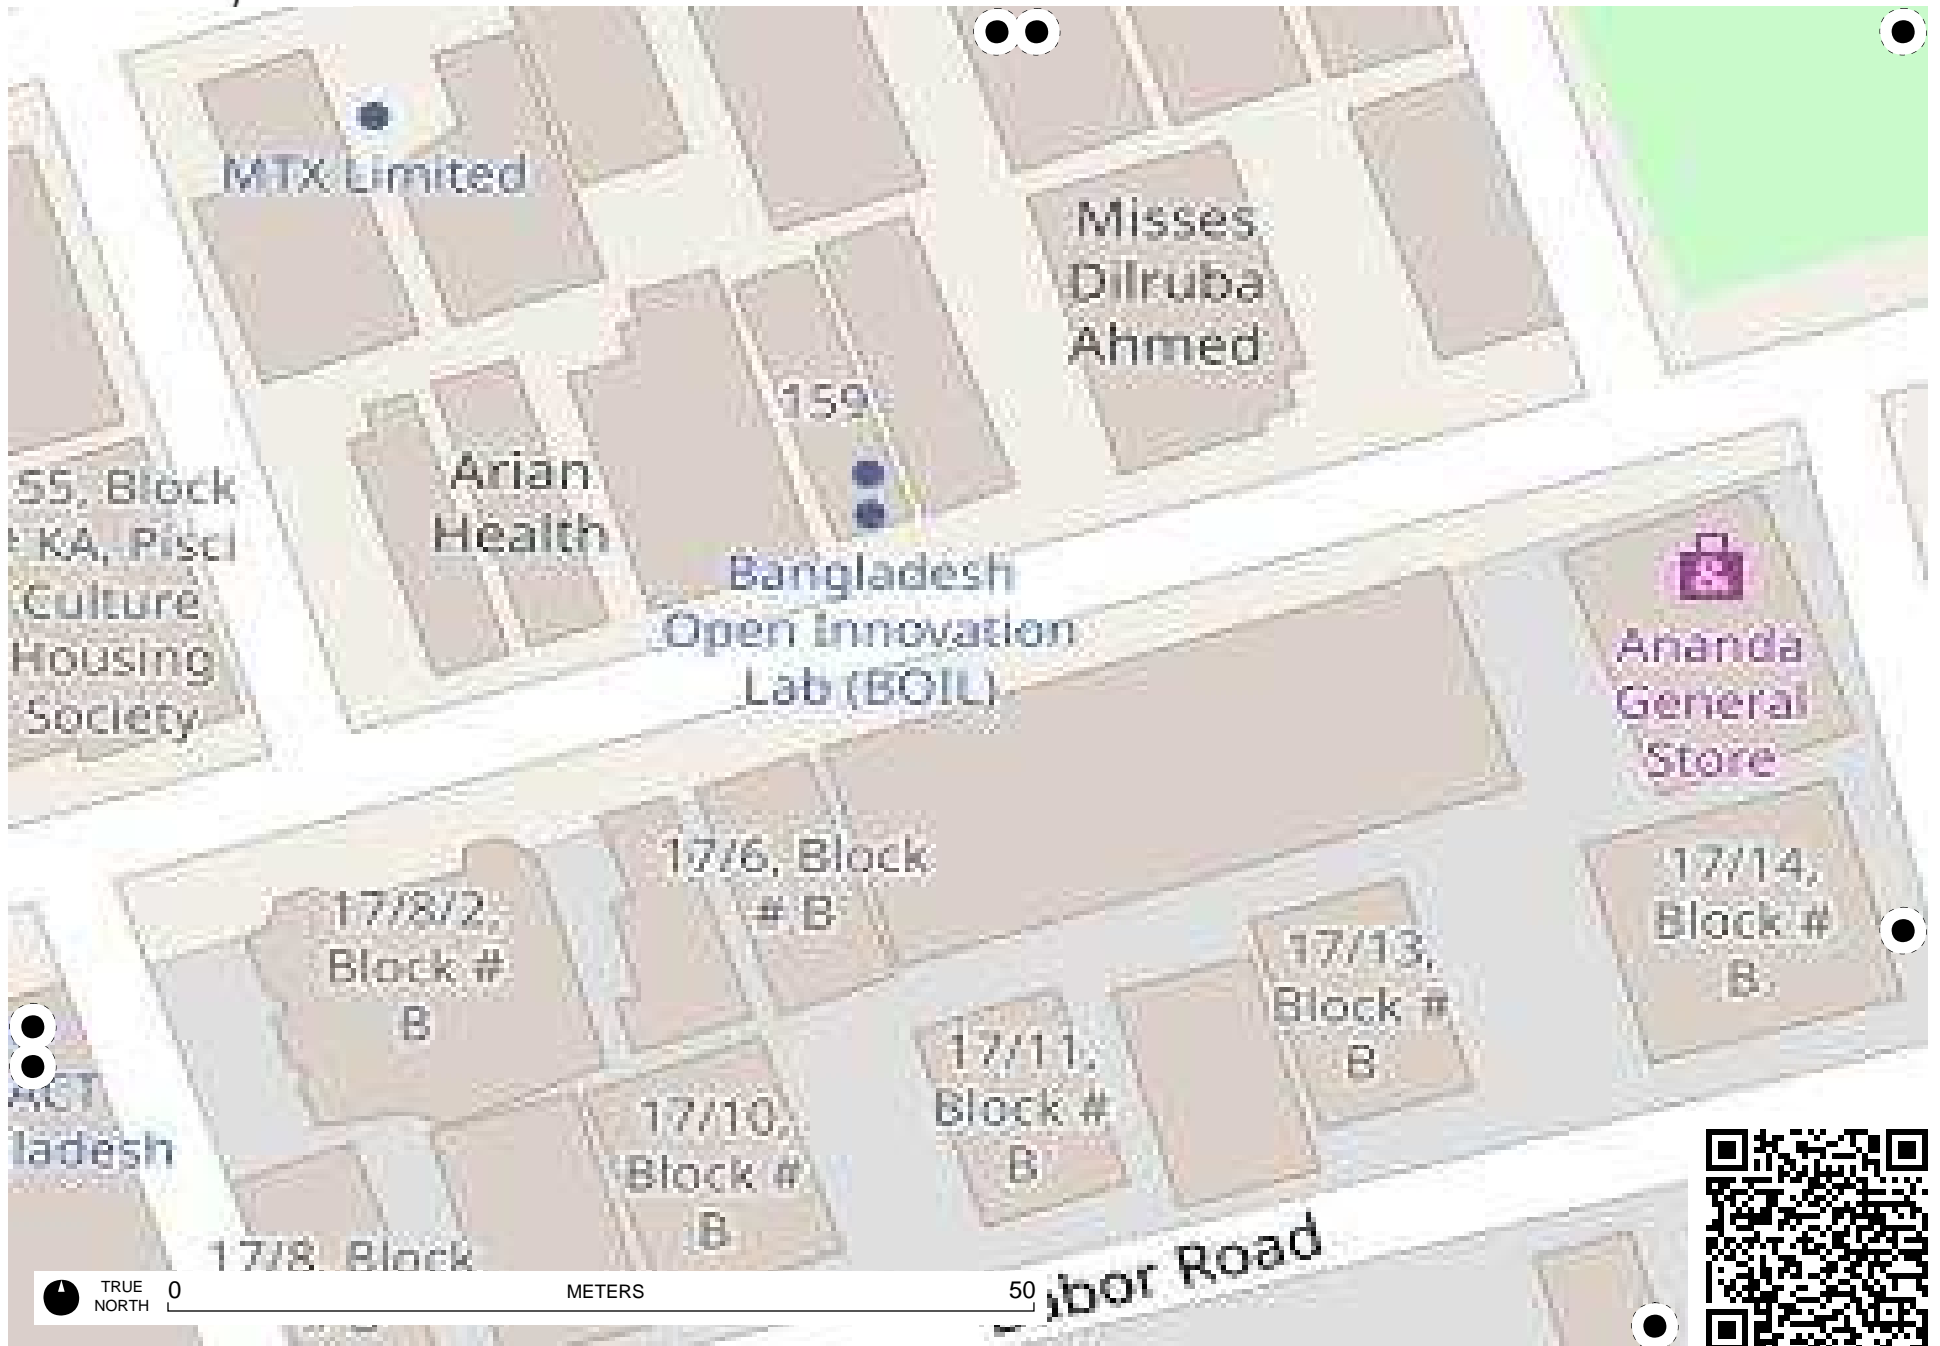 MTX Limited
Misses
Dilruba
Ahmed
159
Arian
Health
55, Block
KA, Pisci
Culture
Housing
Society
Bangladesh
Open Innovation
Lab (BOIL)
Ananda
General
Store
17/6, Block
# B
17/8/2,
Block #
B
17/14,
Block #
B
17/13,
Block #
B
17/11,
Block #
B
17/10,
Block #
B
ACT
ladesh
17/8, Block
abor Road
TRUE
NORTH
0 METERS 50